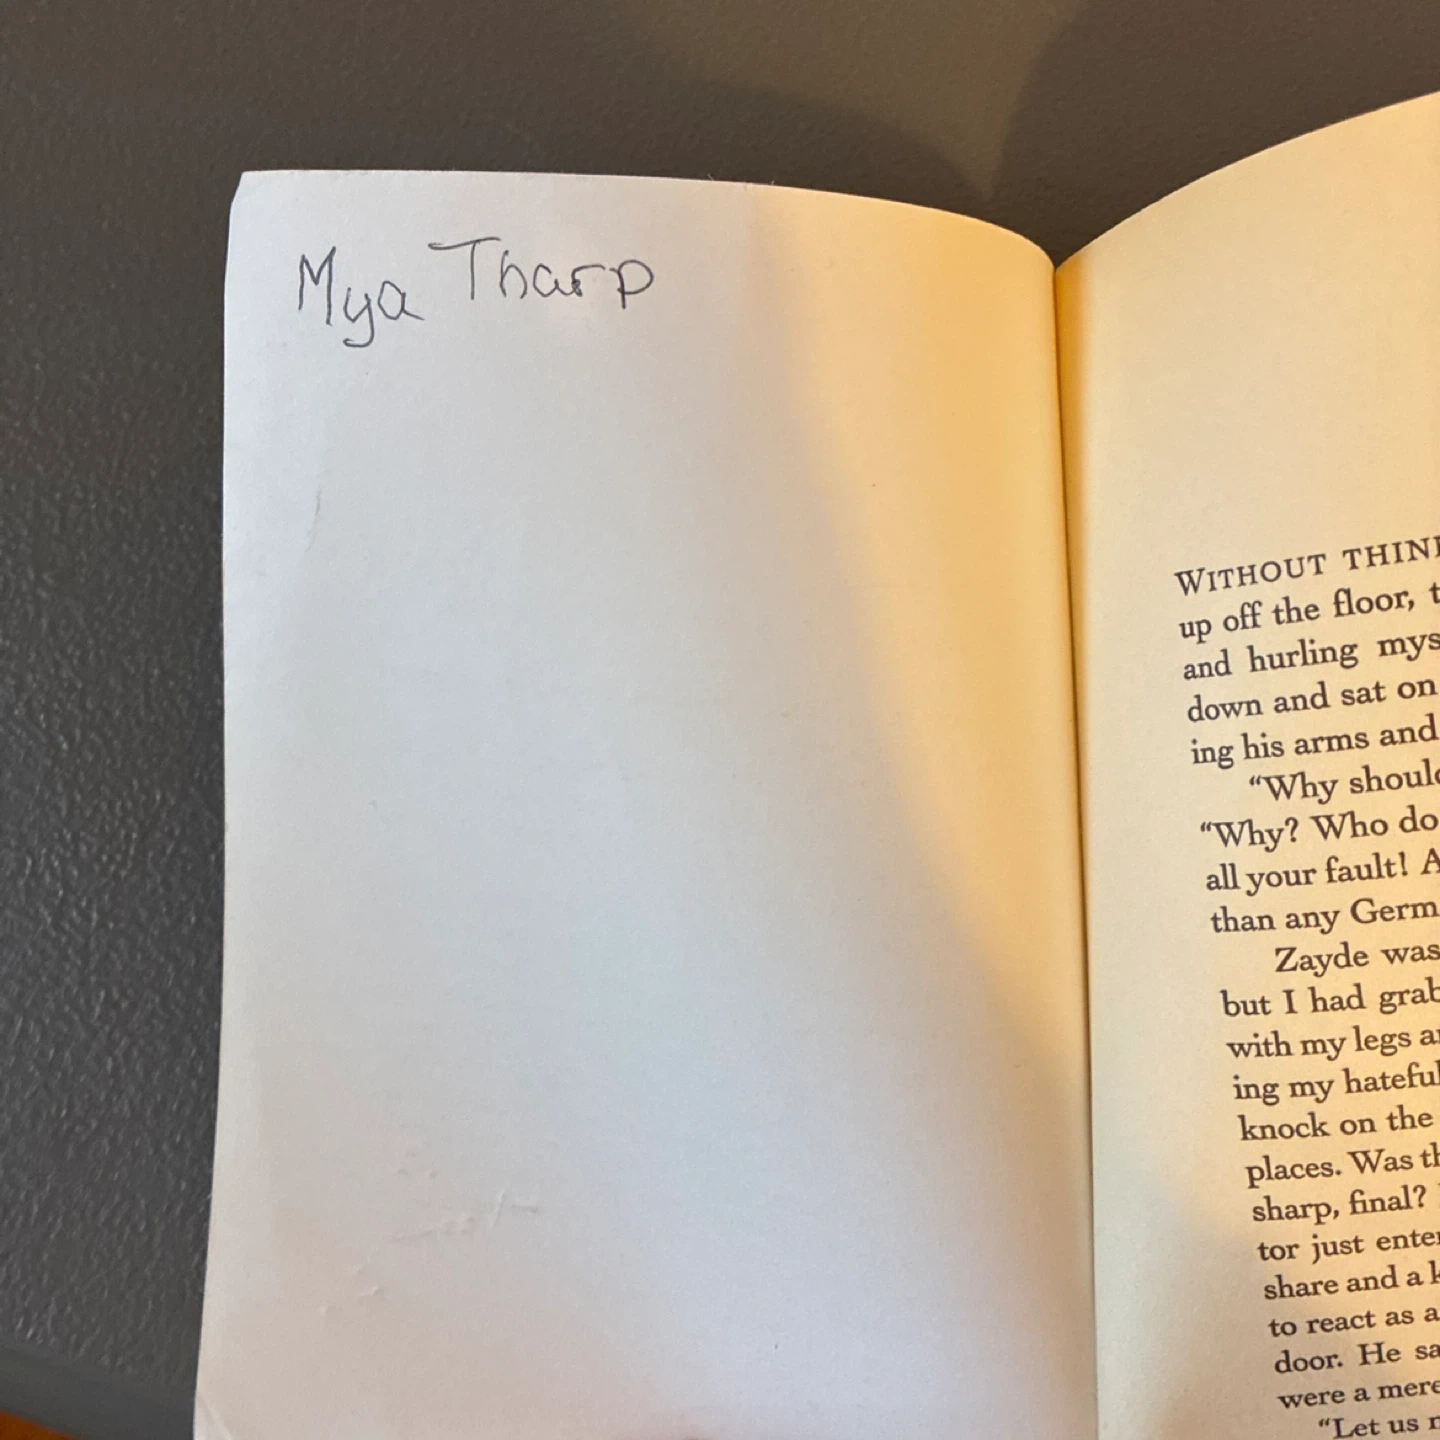 Mya Tharp
WITHOUT THIN
up off the floor, t
and hurling mys
down and sat on
ing his arms and
“Why should
“Why? Who do
all your fault! A
than any Germ
Zayde was
but I had grab
with my legs a
ing my hateful
knock on the
places. Was th
sharp, final?
tor just enter
share and a k
to react as a
door. He sa
were a mere
“Let us n